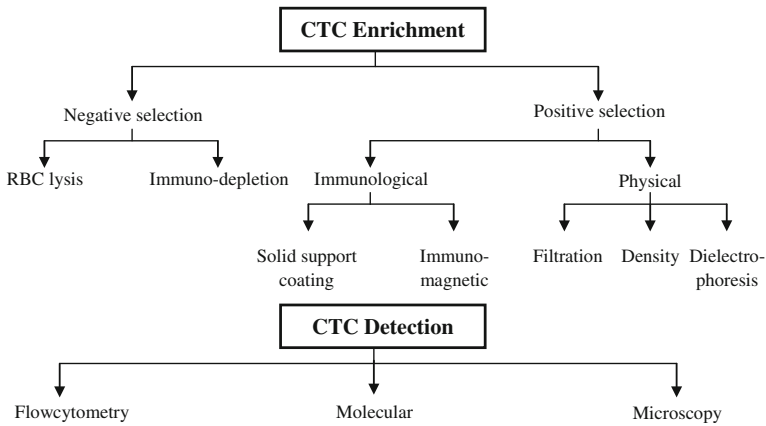 CTC Enrichment
Negative selection
Positive selection
RBC lysis
Immuno-depletion
Immunological
Physical
Solid support
coating
Immuno-
magnetic
Filtration
Density
Dielectro-
phoresis
CTC Detection
Flowcytometry
Molecular
Microscopy